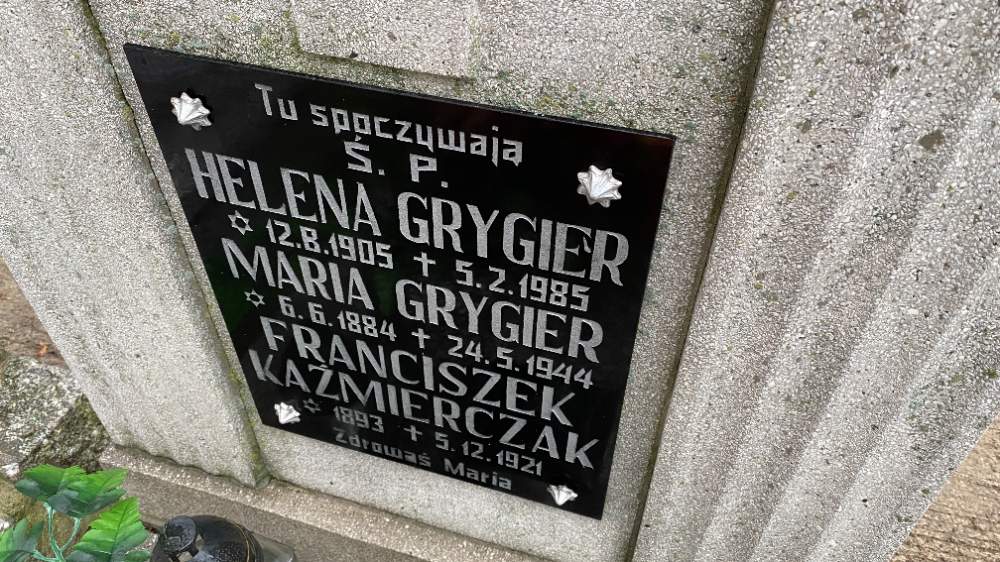 Tu spoczywają
Ś. P.
HELENA GRYGIER
✡ 12.8.1905 ✝ 5.2.1985
MARIA GRYGIER
✡ 6.6.1884 ✝ 24.5.1944
FRANCISZEK
KAŹMIERCZAK
✡ 1893 ✝ 5.12.1921
Zdrowaś Maria